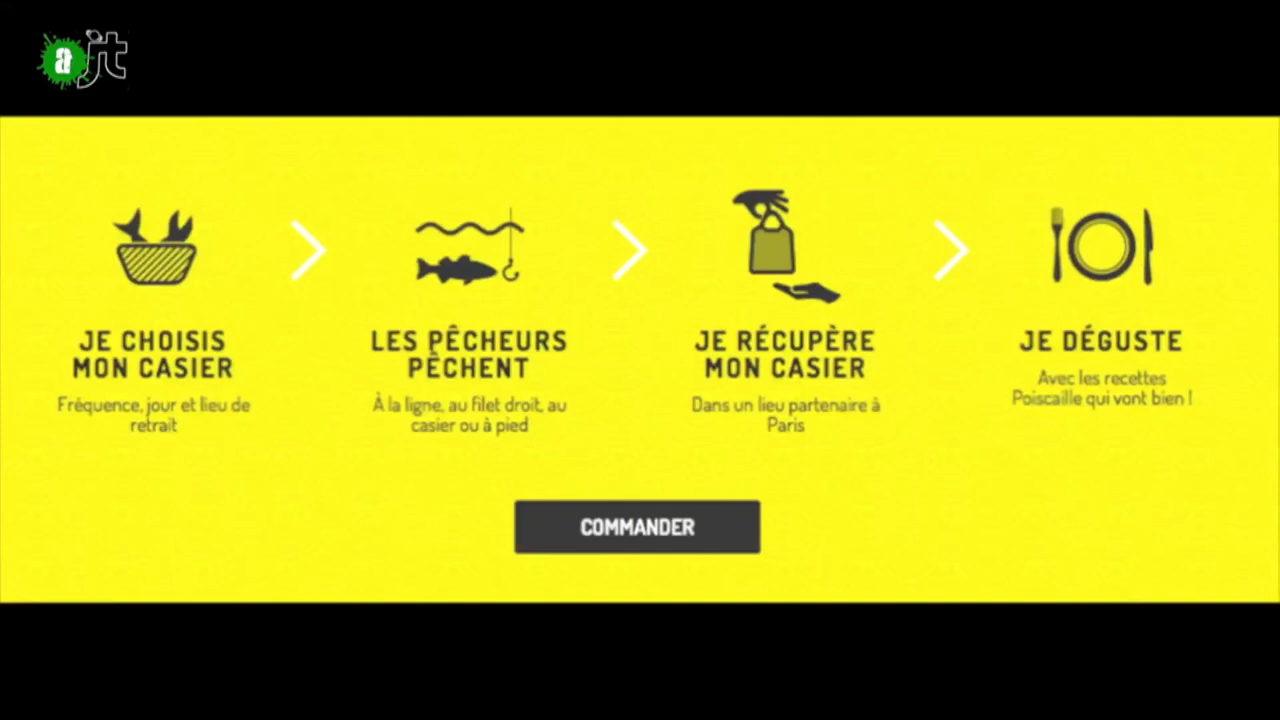 ajt
JE CHOISIS
MON CASIER
Fréquence, jour et lieu de
retrait
LES PÊCHEURS
PÊCHENT
À la ligne, au filet droit, au
casier ou à pied
JE RÉCUPÈRE
MON CASIER
Dans un lieu partenaire à
Paris
JE DÉGUSTE
Avec les recettes
Poiscaille qui vont bien !
COMMANDER